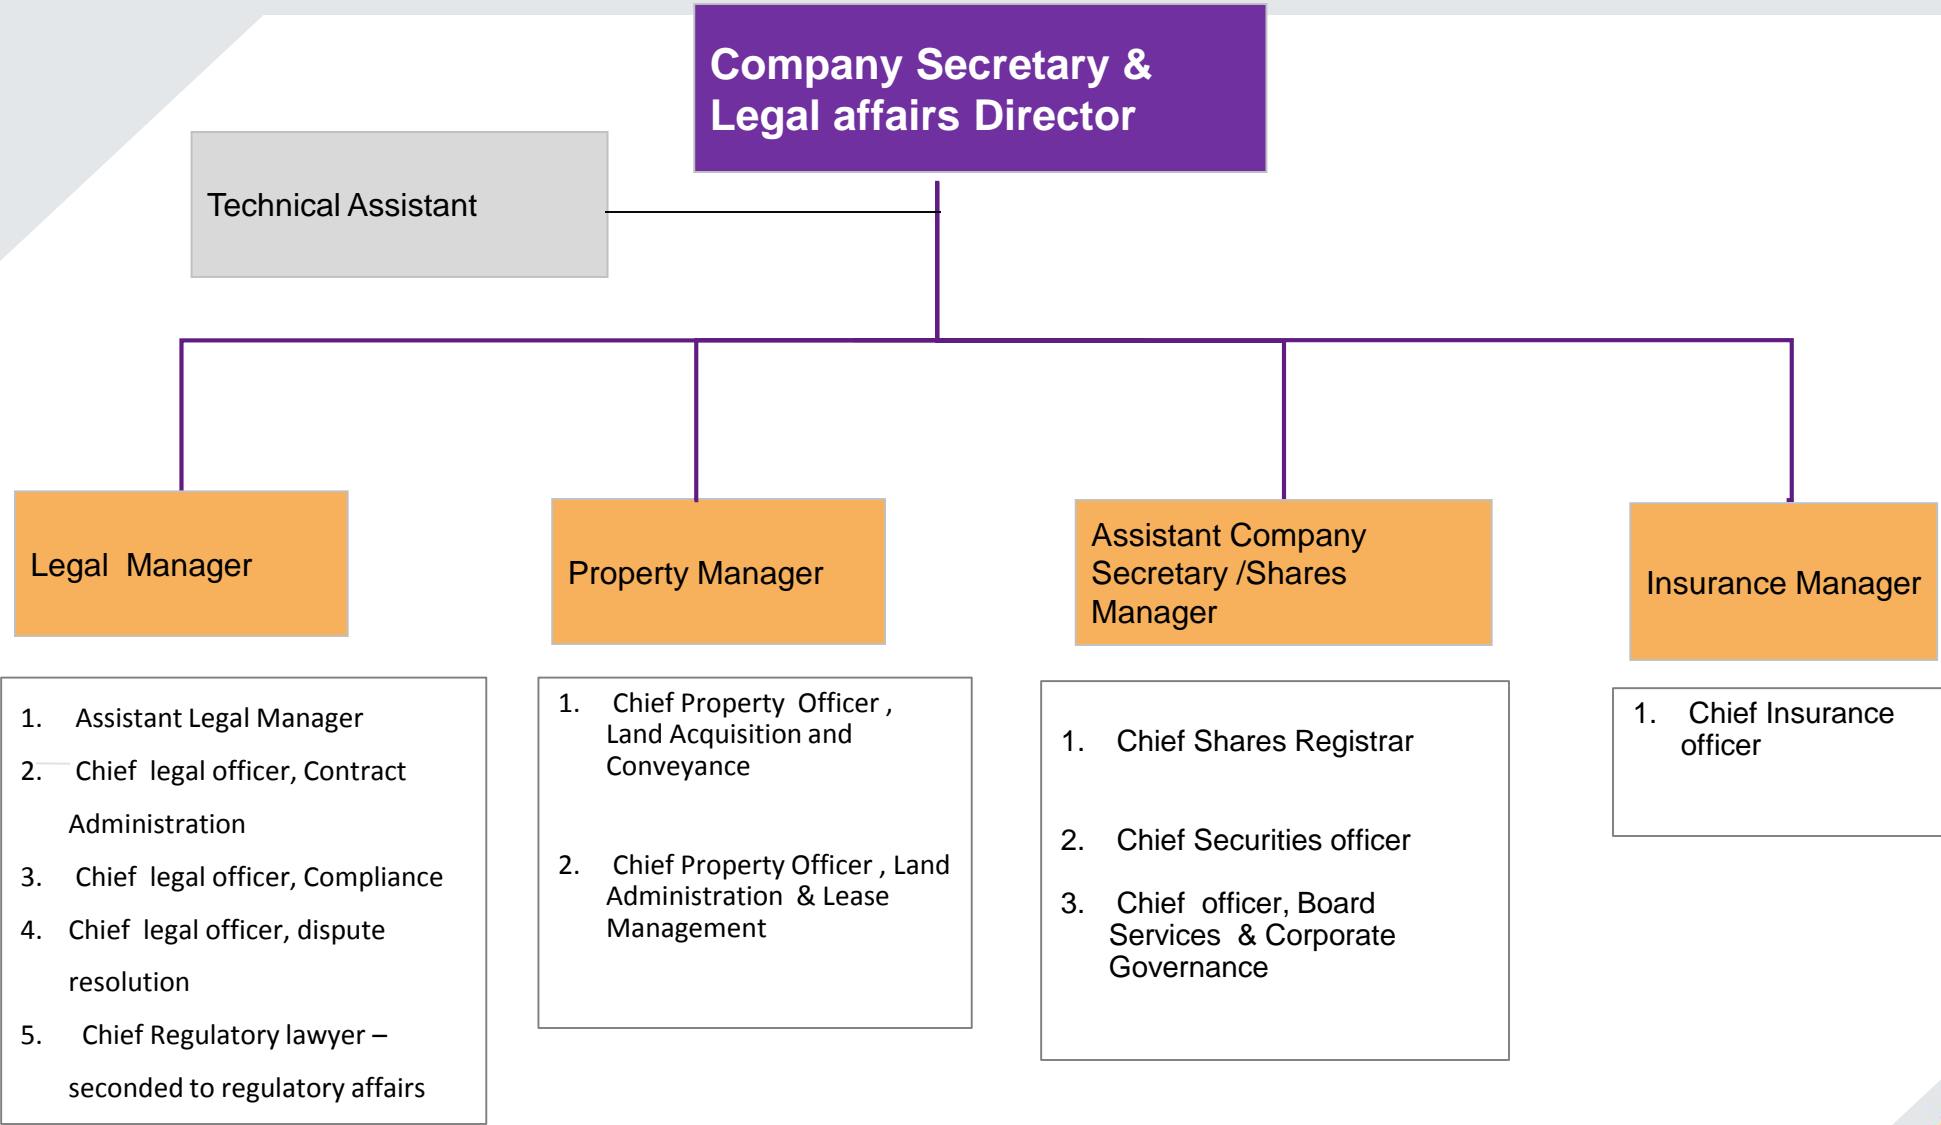 Company Secretary &
Legal affairs Director
Technical Assistant
Legal  Manager
Property Manager
Assistant Company
Secretary /Shares
Manager
Insurance Manager
1. Assistant Legal Manager
2. Chief  legal officer, Contract
Administration
3. Chief  legal officer, Compliance
4. Chief  legal officer, dispute
resolution
5. Chief Regulatory lawyer –
seconded to regulatory affairs
1. Chief Property  Officer ,
Land Acquisition and
Conveyance
2. Chief Property Officer , Land
Administration  & Lease
Management
1. Chief Shares Registrar
2. Chief Securities officer
3. Chief  officer, Board
Services  & Corporate
Governance
1. Chief Insurance
officer